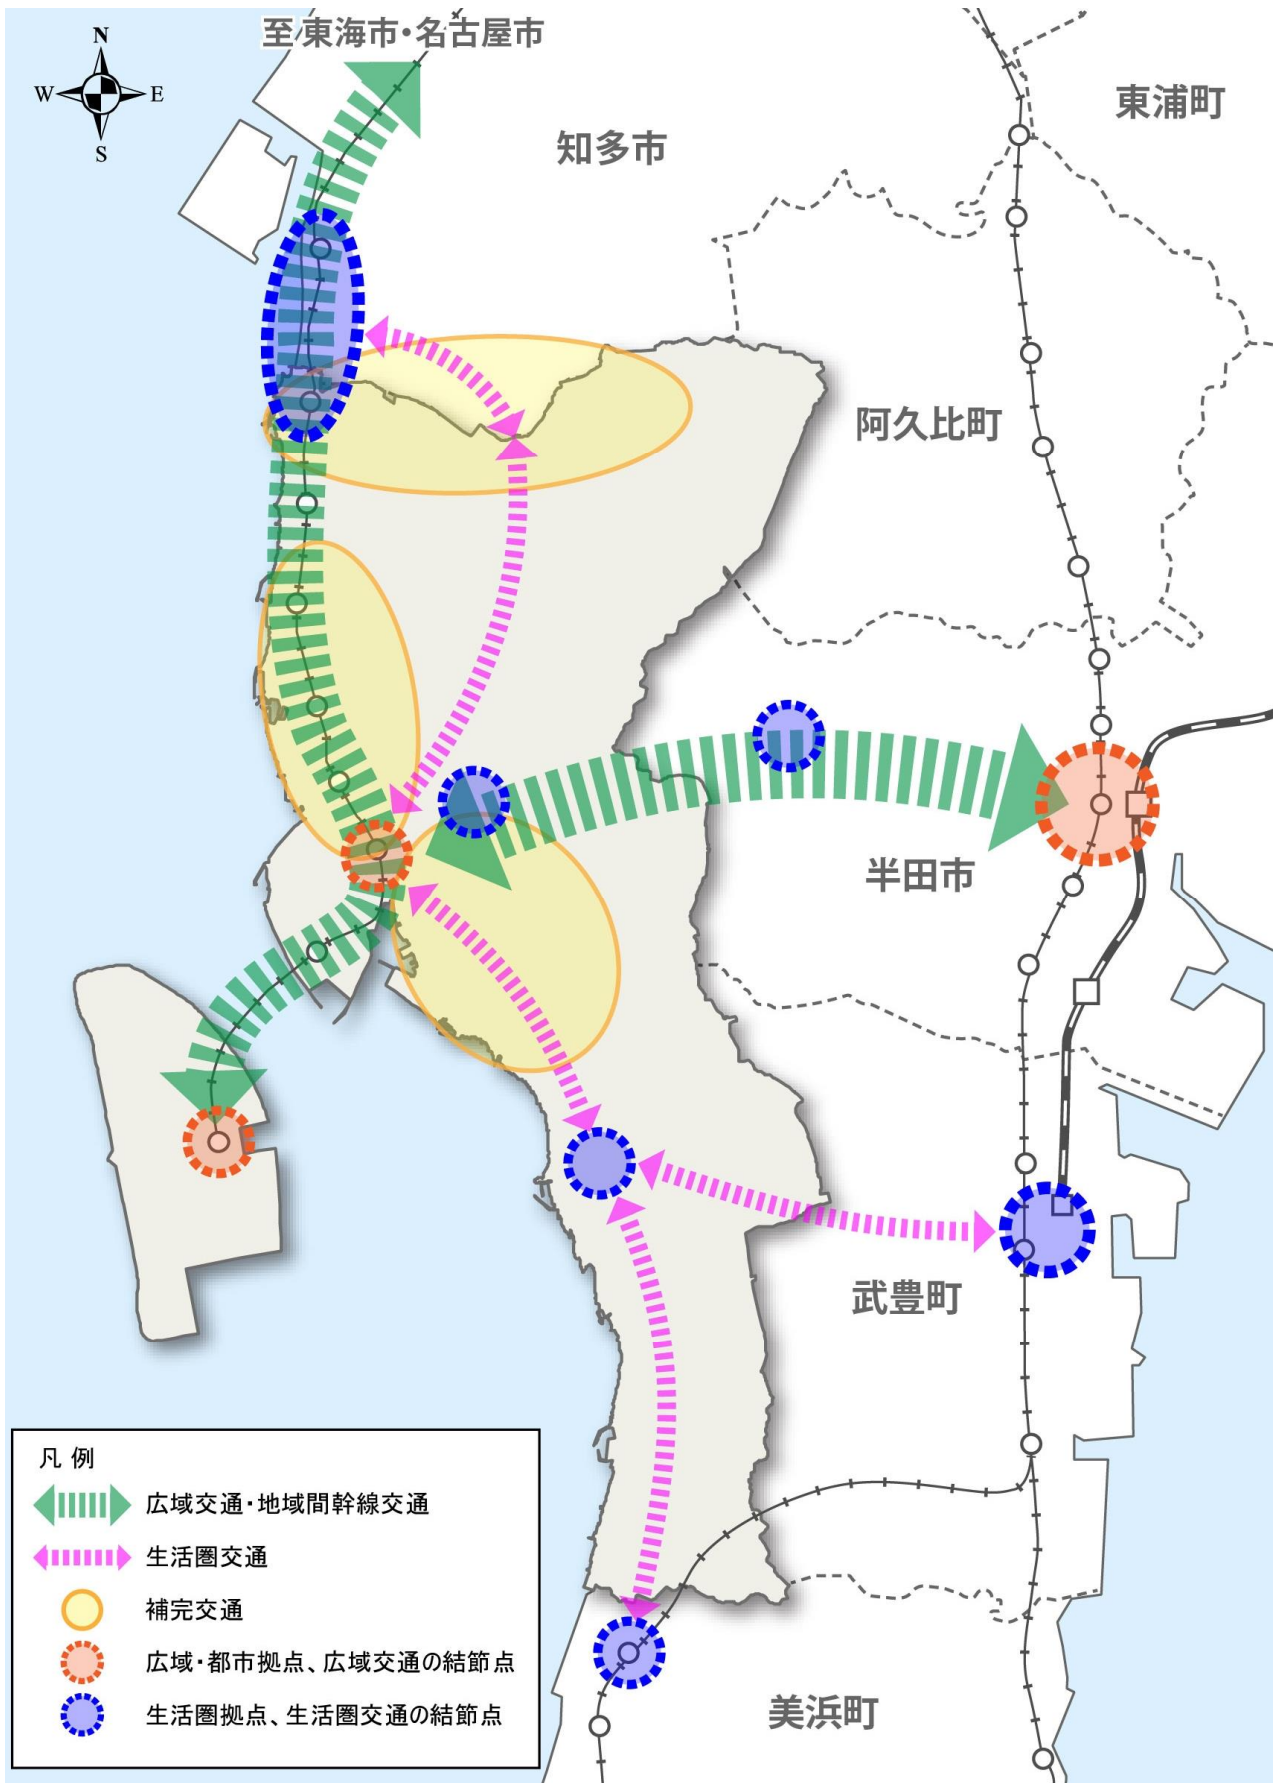 至 東海市・名古屋市
N
W
E
S
東浦町
知多市
阿久比町
半田市
武豊町
美浜町
凡 例
広域交通・地域間幹線交通
生活圏交通
補完交通
広域・都市拠点、広域交通の結節点
生活圏拠点、生活圏交通の結節点